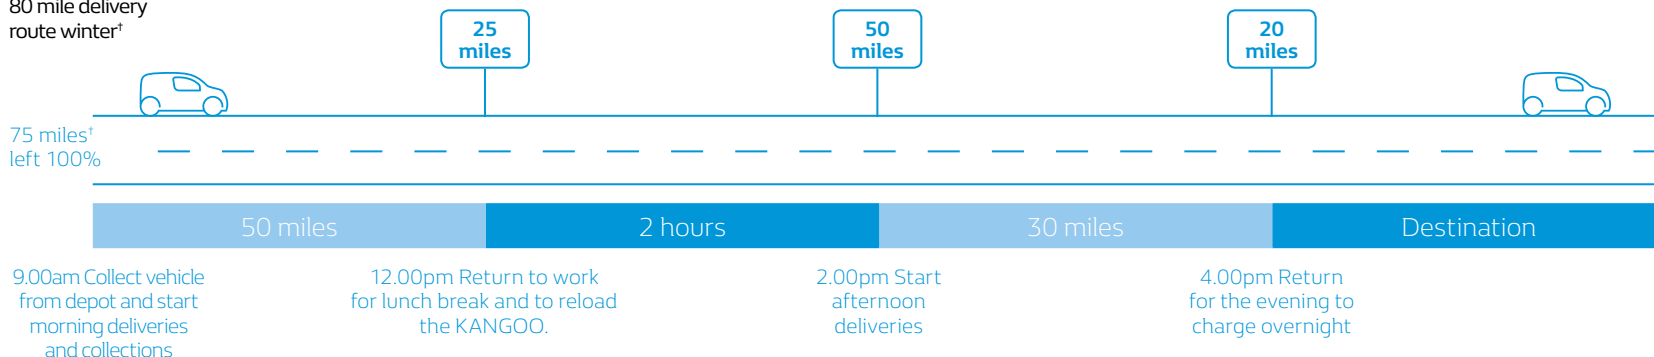 80 mile delivery
route winter†
25
miles
50
miles
20
miles
75 miles†
left 100%
50 miles
2 hours
30 miles
Destination
9.00am Collect vehicle
from depot and start
morning deliveries
and collections
12.00pm Return to work
for lunch break and to reload
the KANGOO.
2.00pm Start
afternoon
deliveries
4.00pm Return
for the evening to
charge overnight